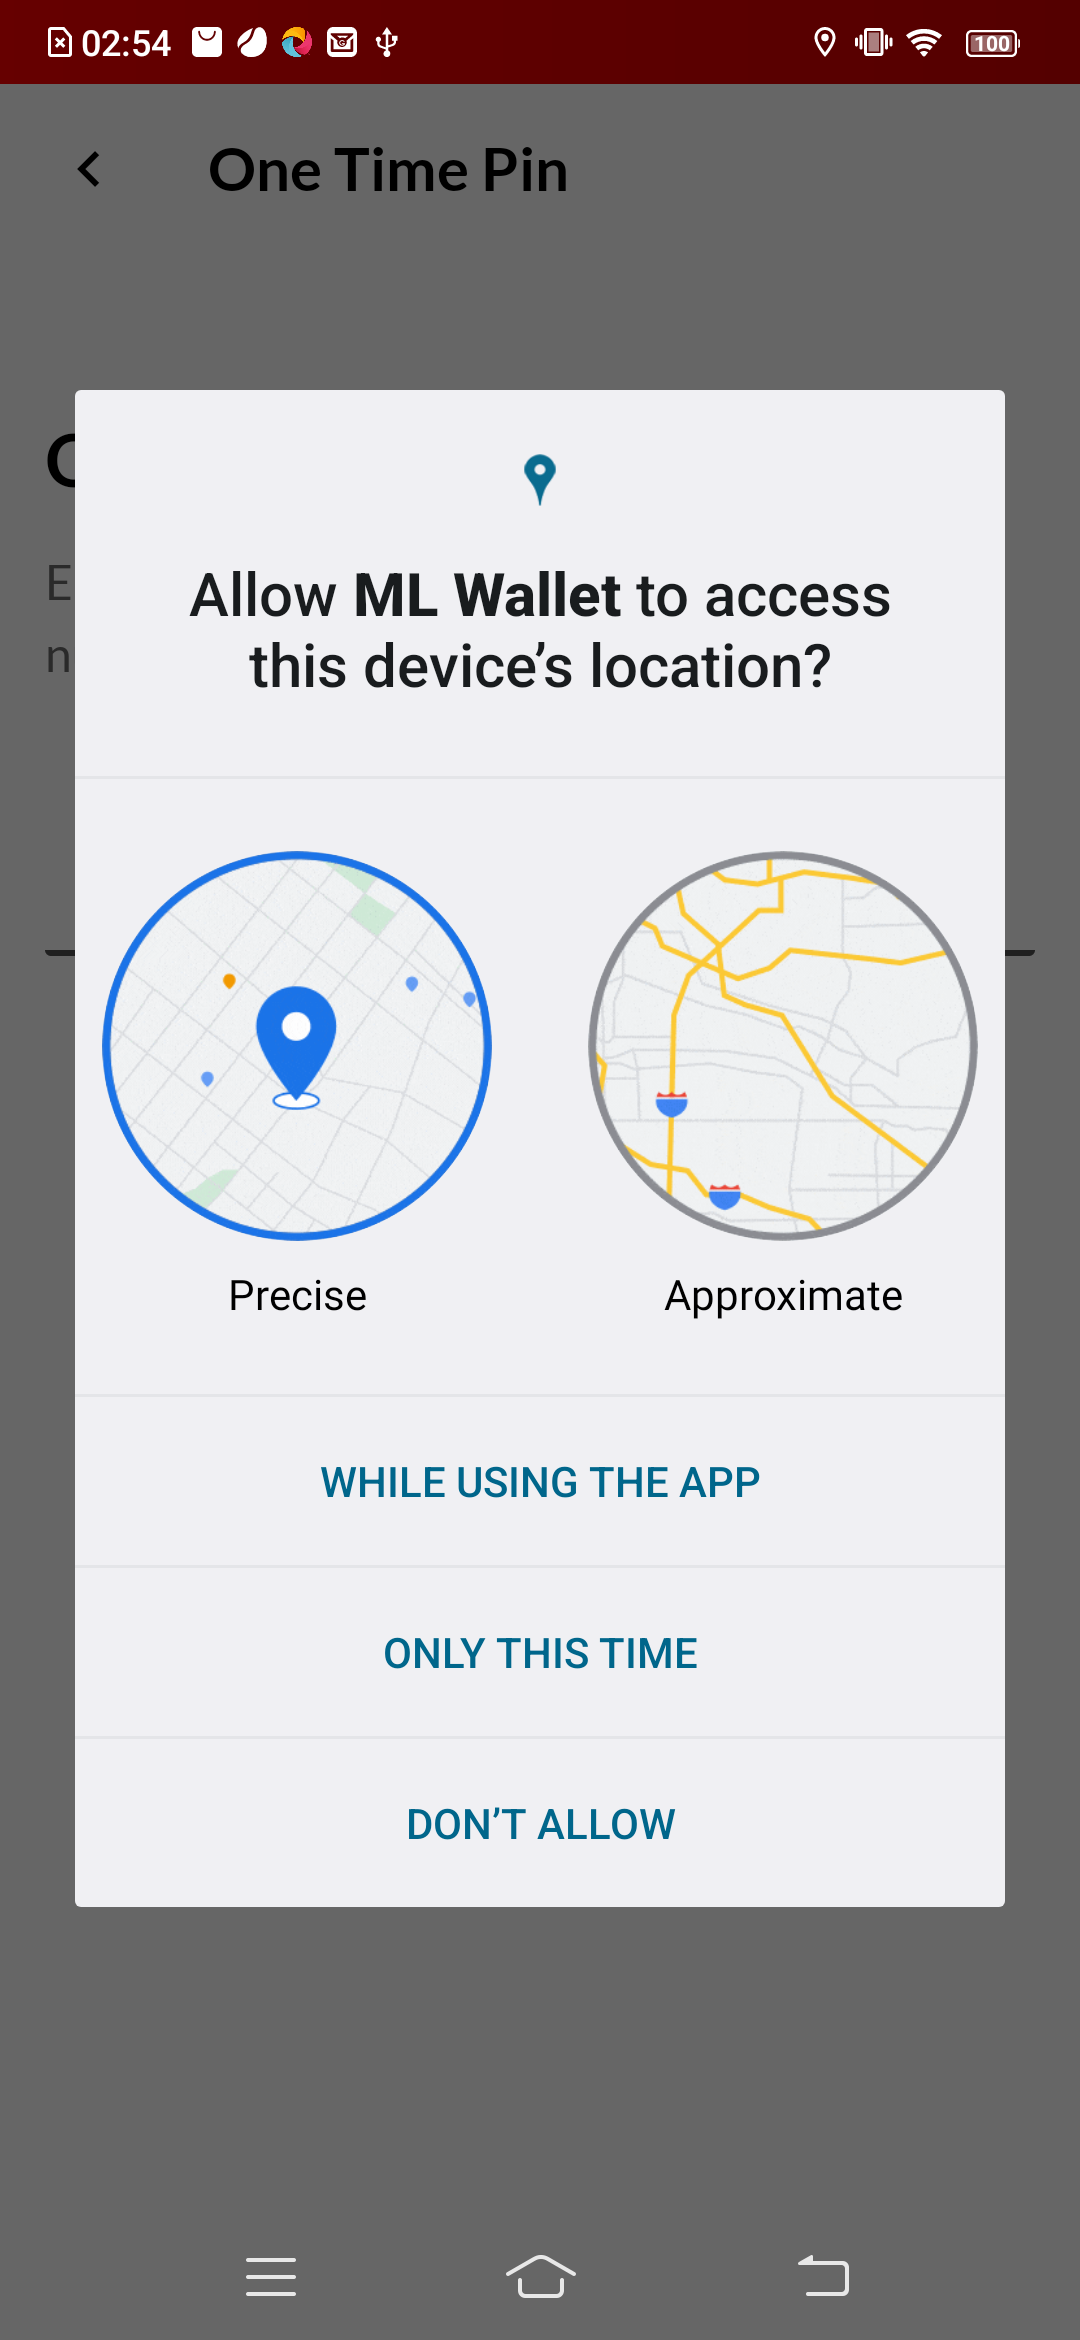 02:54
100
One Time Pin
Allow ML Wallet to access
this device’s location?
Precise
Approximate
WHILE USING THE APP
ONLY THIS TIME
DON’T ALLOW